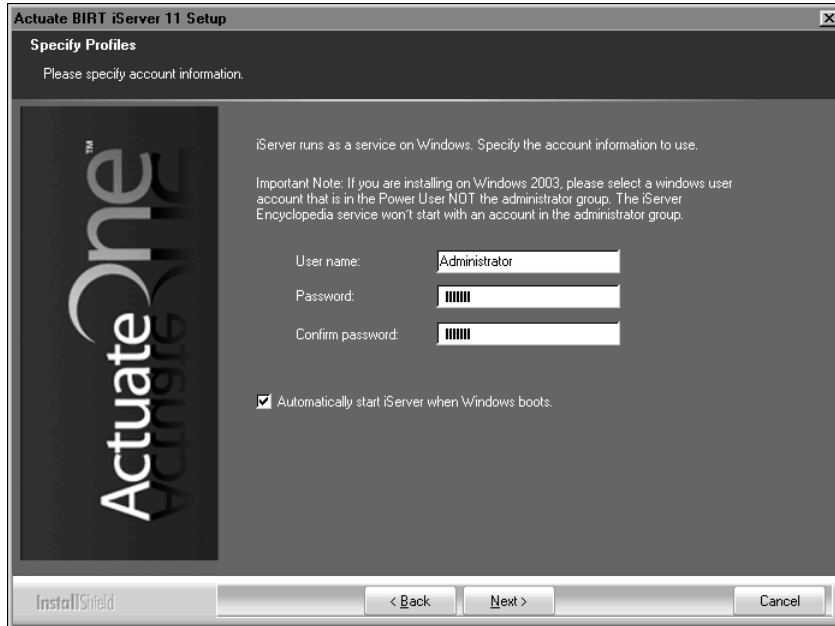 Actuate BIRT iServer 11 Setup
Specify Profiles
Please specify account information.
ActuateOne™
iServer runs as a service on Windows. Specify the account information to use.
Important Note: If you are installing on Windows 2003, please select a windows user
account that is in the Power User NOT the administrator group. The iServer
Encyclopedia service won't start with an account in the administrator group.
User name: Administrator
Password:
Confirm password:
Automatically start iServer when Windows boots.
InstallShield
< Back Next > Cancel